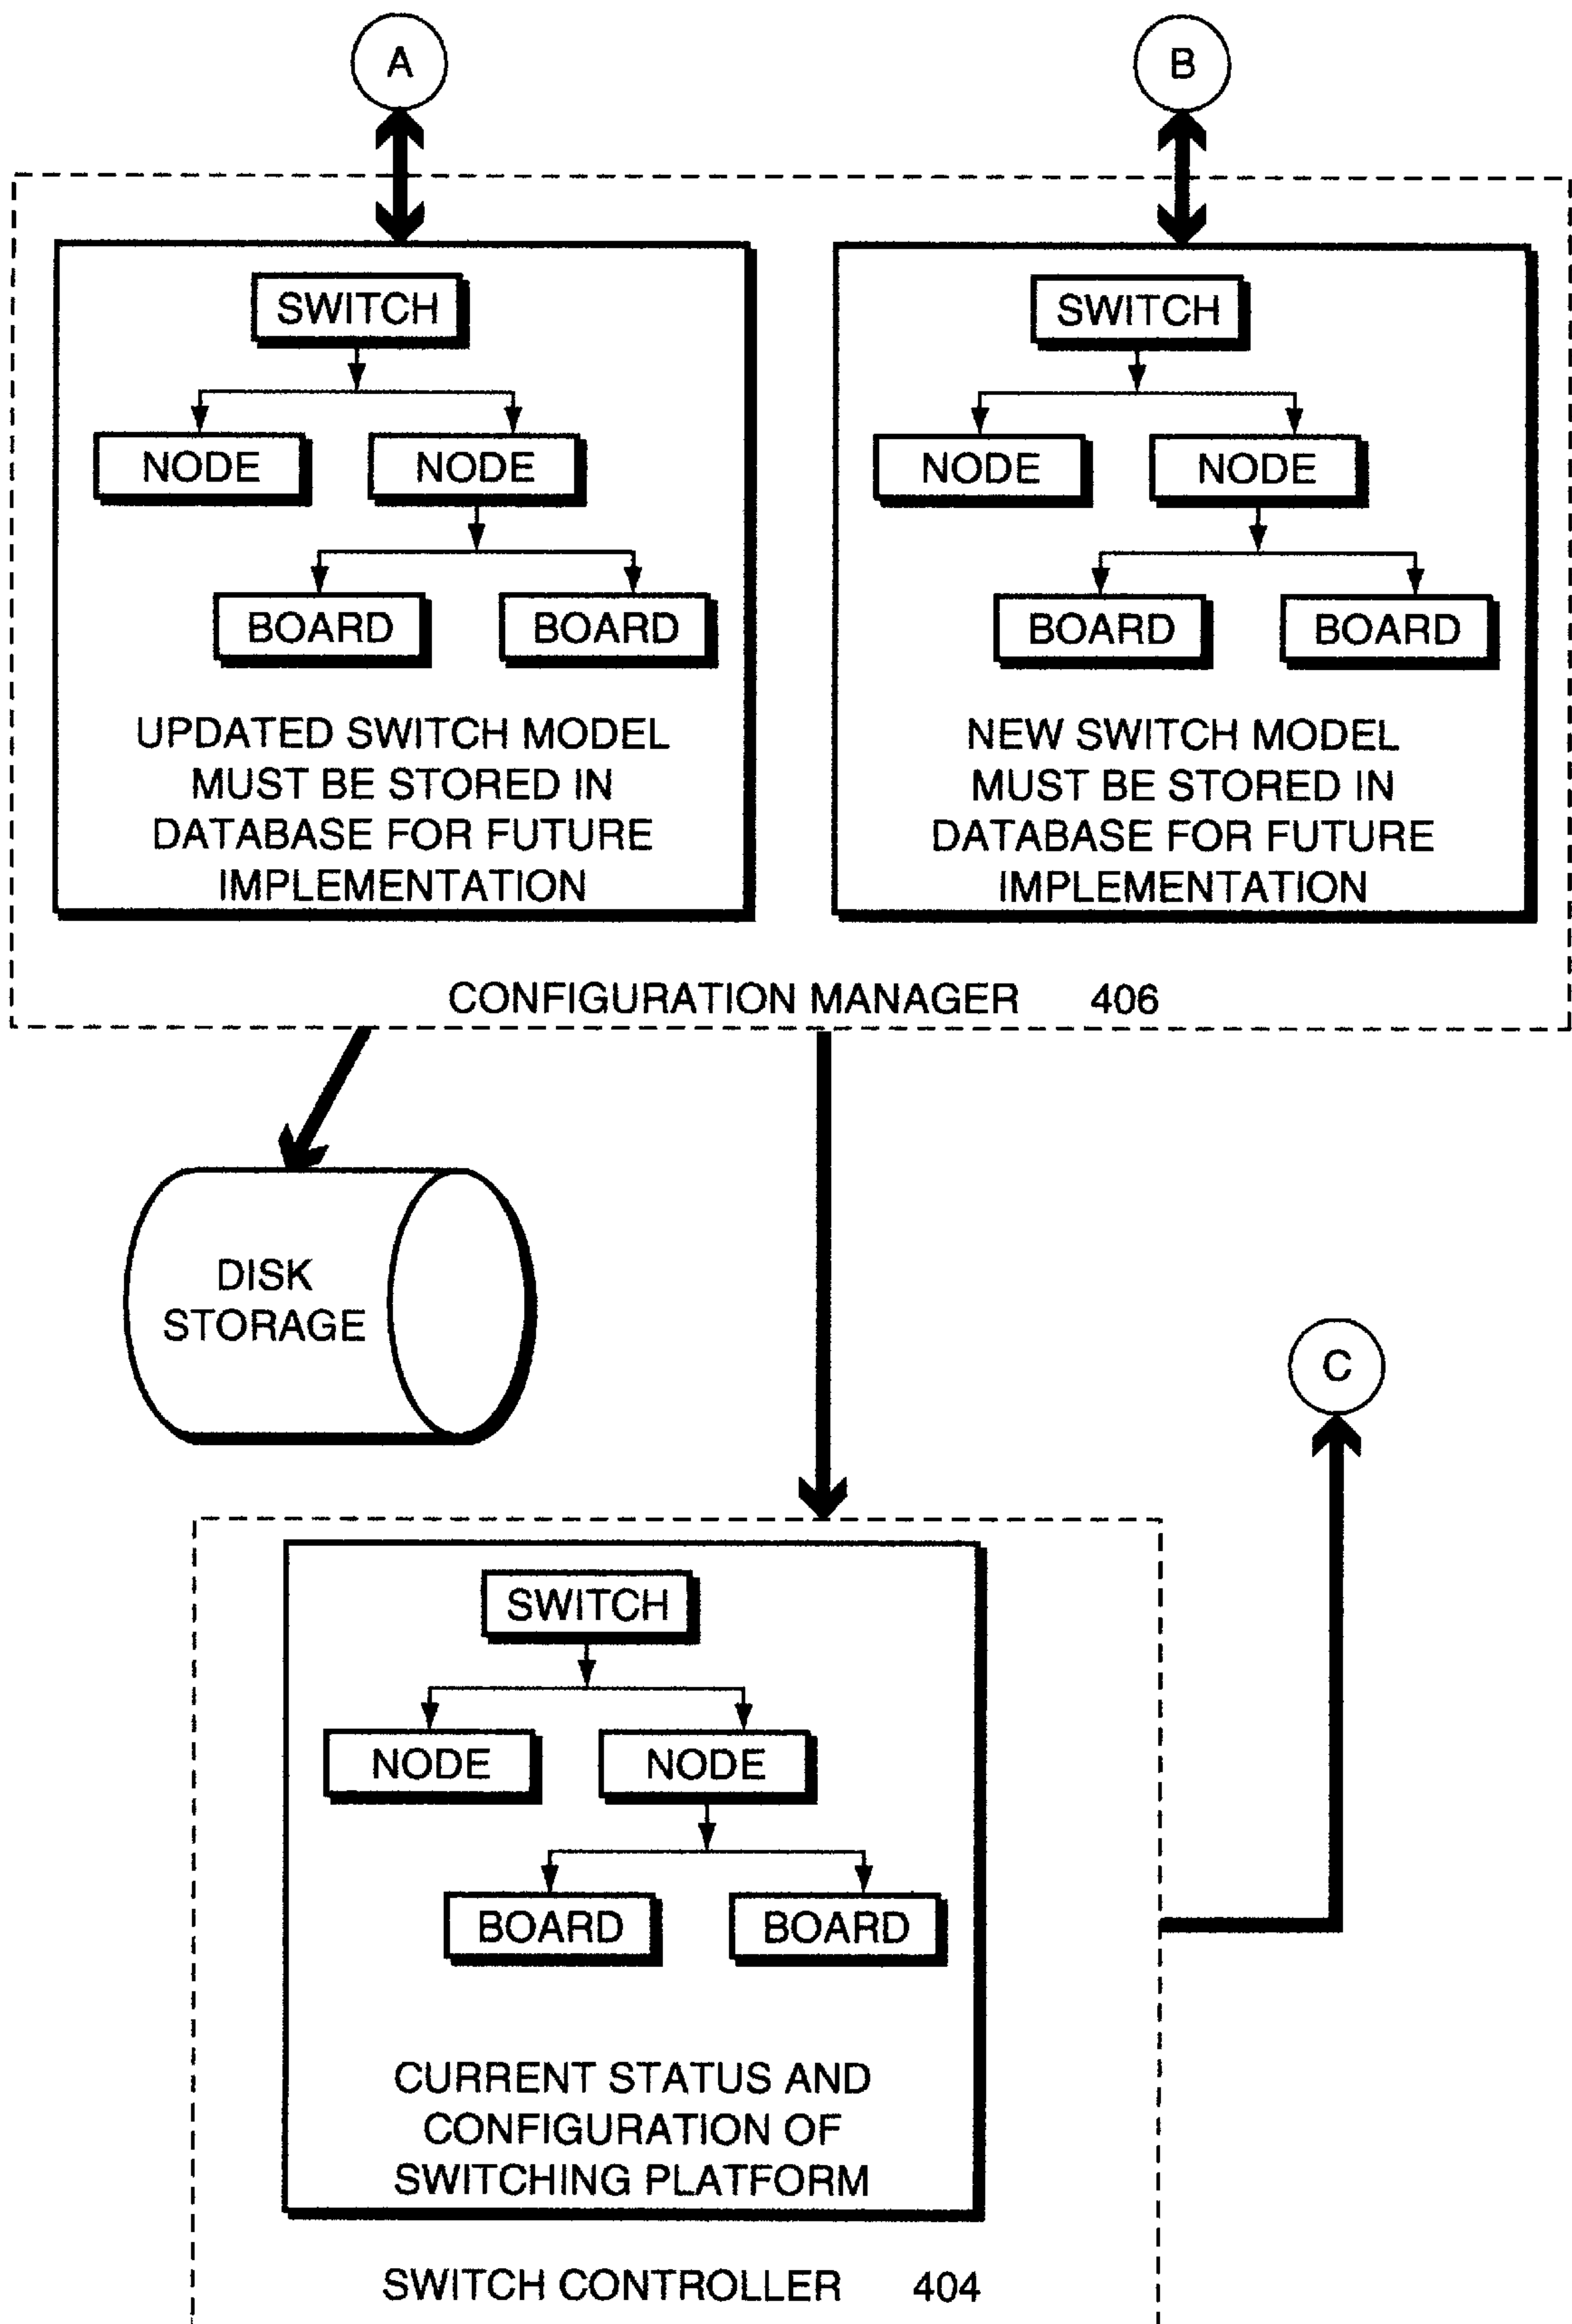 A
B
SWITCH
NODE
NODE
BOARD
BOARD
UPDATED SWITCH MODEL
MUST BE STORED IN
DATABASE FOR FUTURE
IMPLEMENTATION
SWITCH
NODE
NODE
BOARD
BOARD
NEW SWITCH MODEL
MUST BE STORED IN
DATABASE FOR FUTURE
IMPLEMENTATION
CONFIGURATION MANAGER 406
DISK
STORAGE
C
SWITCH
NODE
NODE
BOARD
BOARD
CURRENT STATUS AND
CONFIGURATION OF
SWITCHING PLATFORM
SWITCH CONTROLLER 404